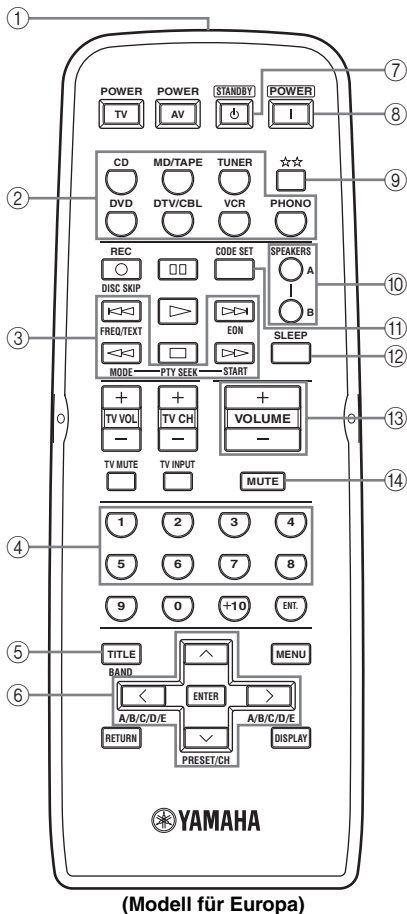 ①
POWER POWER STANDBY POWER
TV AV ⏻ I
⑦
⑧
CD MD/TAPE TUNER ☆☆
②
⑨
DVD DTV/CBL VCR PHONO
REC CODE SET SPEAKERS
A
⑩
DISC SKIP
B
⑪
③
FREQ/TEXT EON SLEEP
⑫
MODE PTY SEEK START
+ + +
TV VOL TV CH VOLUME
⑬
− − −
TV MUTE TV INPUT MUTE
⑭
1 2 3 4
④
5 6 7 8
9 0 +10 ENT.
⑤
TITLE MENU
BAND
⑥
ENTER
A/B/C/D/E A/B/C/D/E
RETURN DISPLAY
PRESET/CH
YAMAHA
(Modell für Europa)